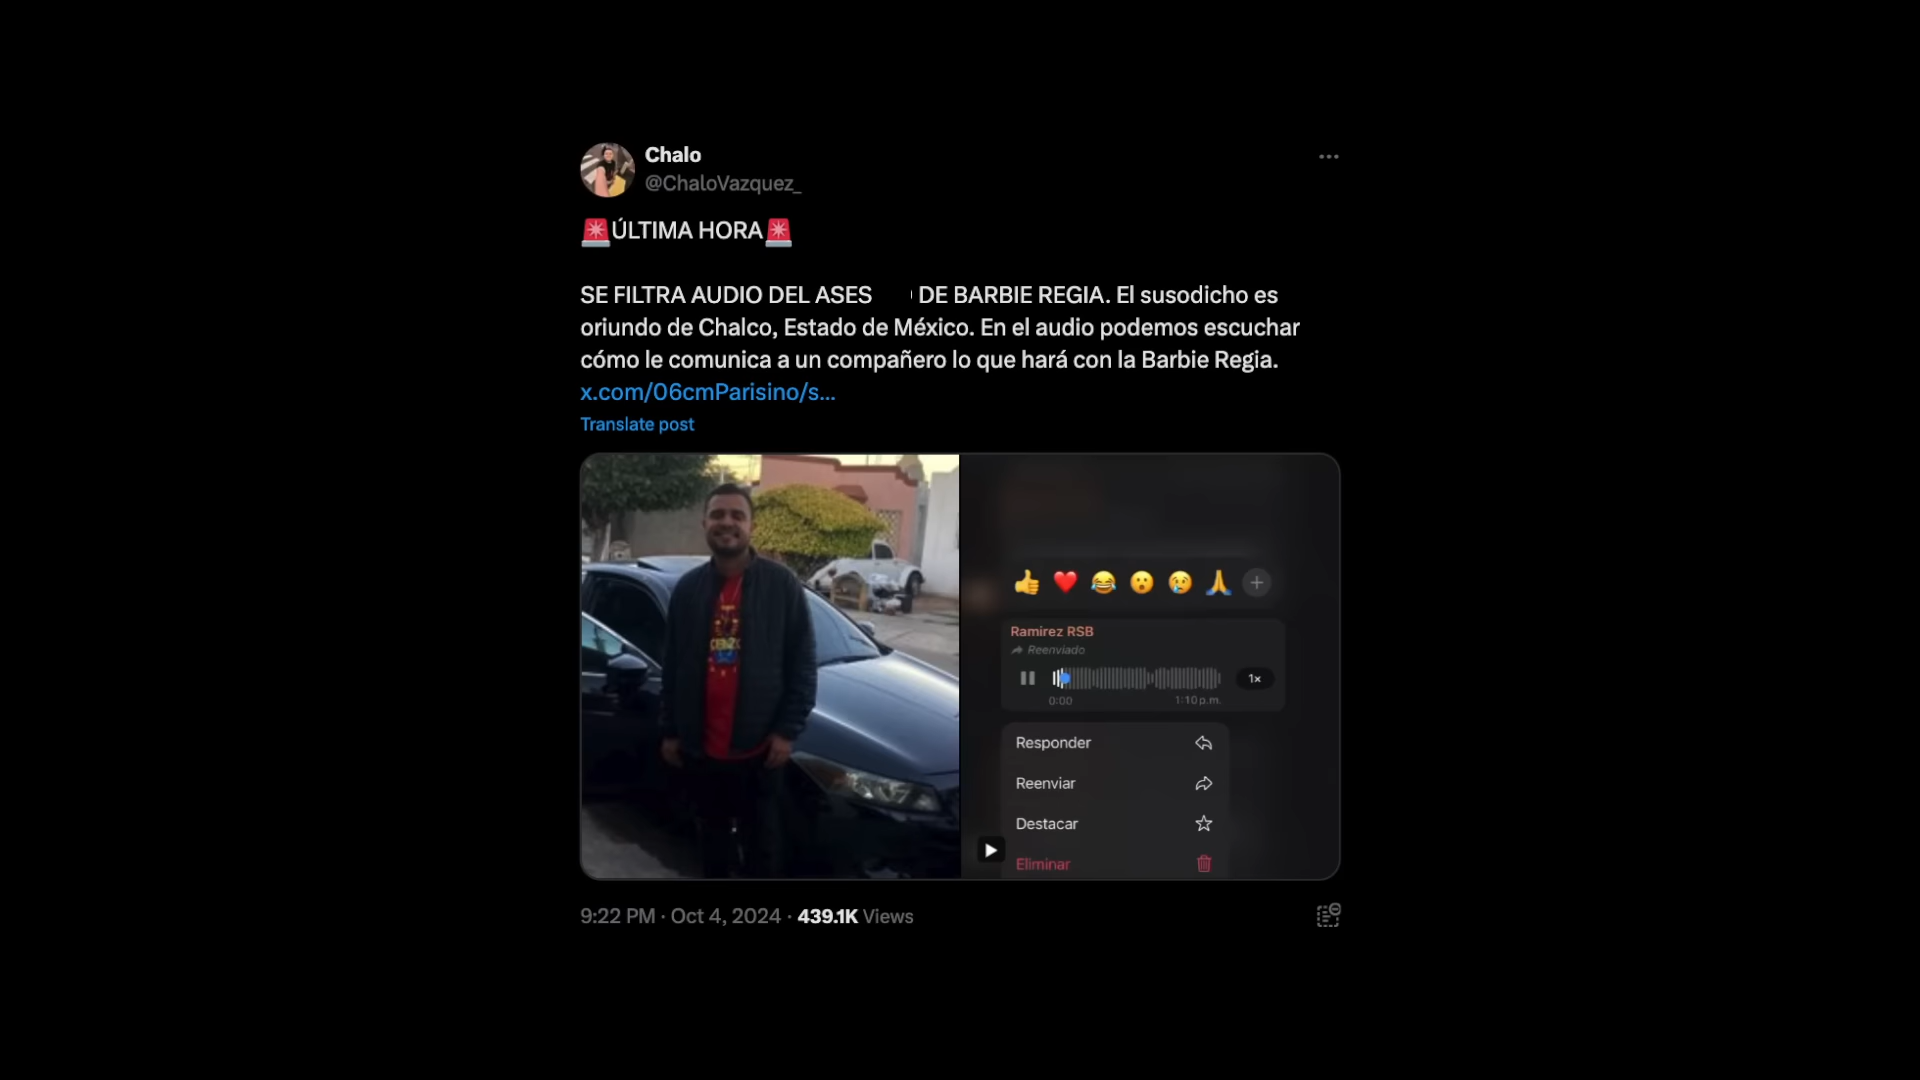 Chalo
@ChaloVazquez_
🚨ÚLTIMA HORA🚨
SE FILTRA AUDIO DEL ASES DE BARBIE REGIA. El susodicho es
oriundo de Chalco, Estado de México. En el audio podemos escuchar
cómo le comunica a un compañero lo que hará con la Barbie Regia.
x.com/06cmParisino/s...
Translate post
Ramirez RSB
Reenviado
1x
0:00 1:10 p.m.
Responder
Reenviar
Destacar
Eliminar
9:22 PM · Oct 4, 2024 · 439.1K Views